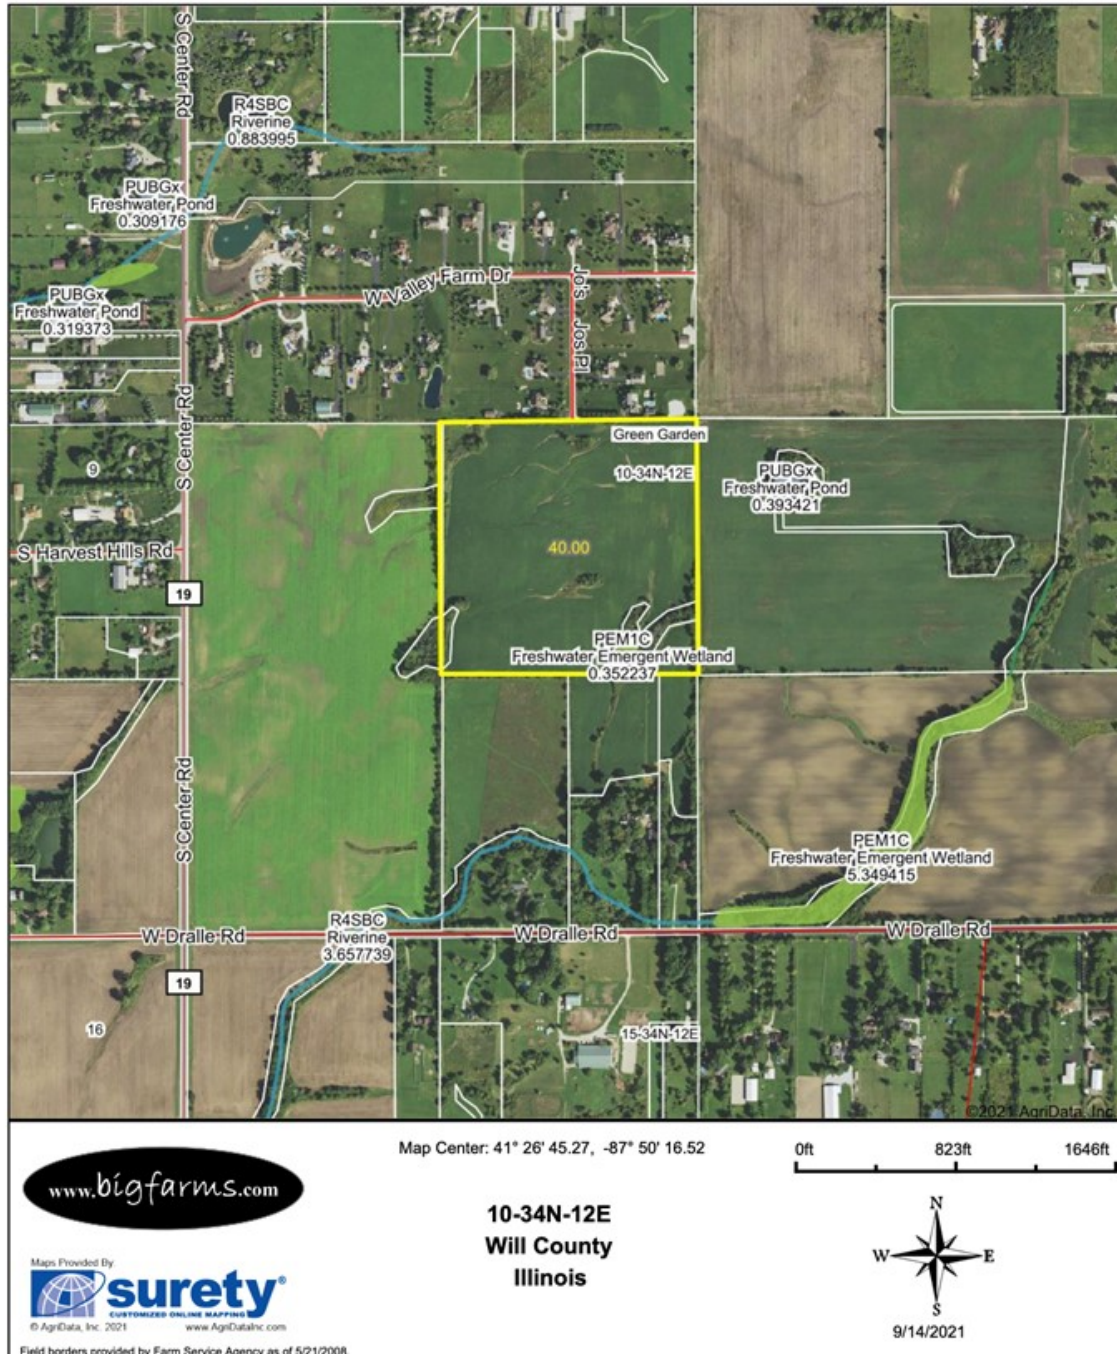 S Center Rd
R4SBC
Riverine
0.883995
PUBGx
Freshwater Pond
0.309176
W Valley Farm Dr
Jo's Jos Pl
PUBGx
Freshwater Pond
0.319373
S Center Rd
Green Garden
9
10-34N-12E
PUBGx
Freshwater Pond
0.393421
S Harvest Hills Rd
40.00
19
PEM1C
Freshwater Emergent Wetland
0.352237
S Center Rd
PEM1C
Freshwater Emergent Wetland
5.349415
R4SBC
Riverine
3.657739
W Dralle Rd
W Dralle Rd
W Dralle Rd
19
16
15-34N-12E
©2021 AgriData, Inc.
Map Center: 41° 26' 45.27, -87° 50' 16.52
0ft 823ft 1646ft
www.bigfarms.com
10-34N-12E
Will County
Illinois
N
W E
S
9/14/2021
Maps Provided By:
surety®
CUSTOMIZED ONLINE MAPPING
© AgriData, Inc. 2021 www.AgriDataInc.com
Field borders provided by Farm Service Agency as of 5/21/2008.